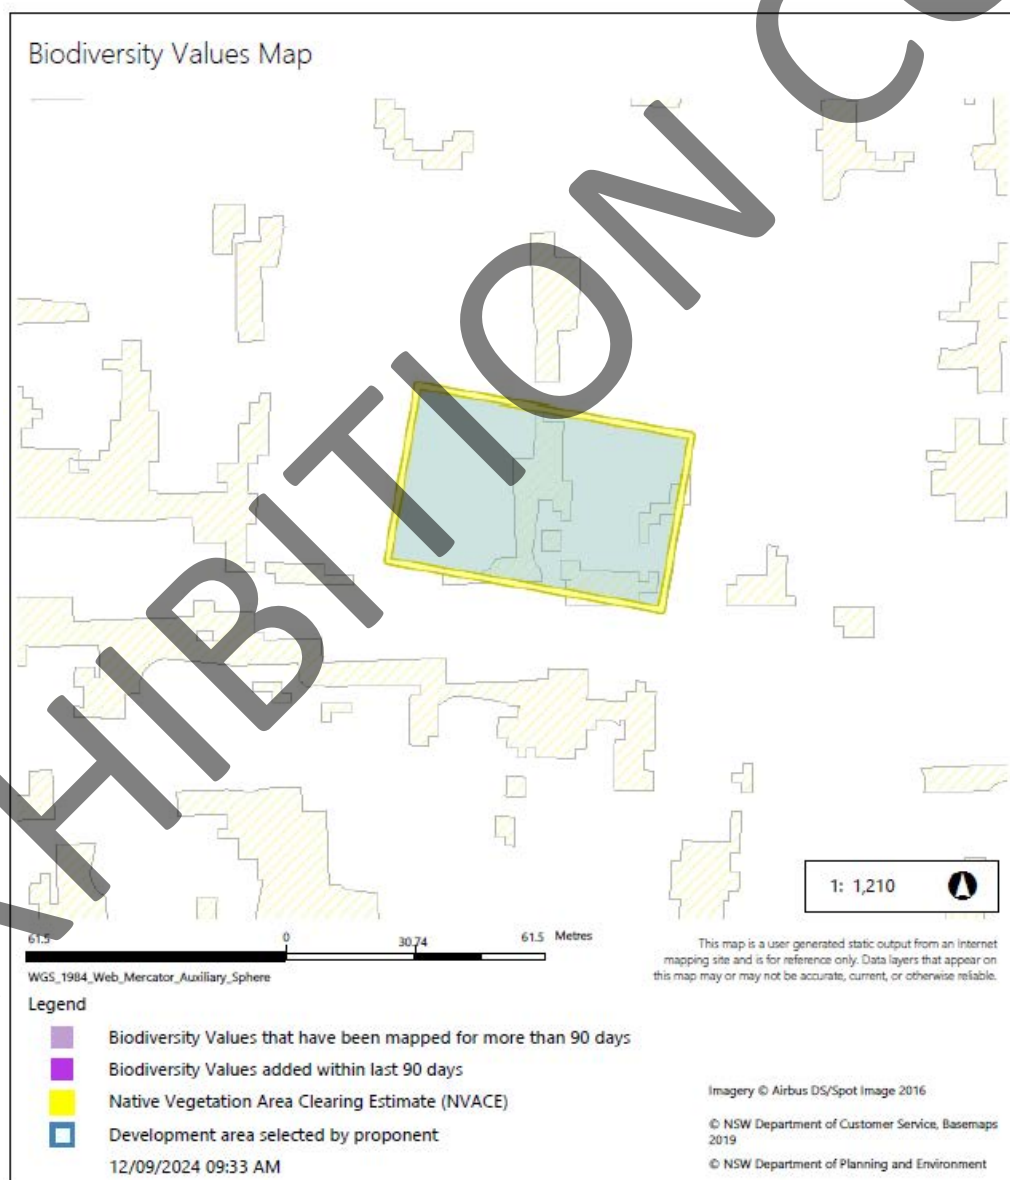 Biodiversity Values Map
EXHIBITION CO
1: 1,210
61.5 0 30.74 61.5 Metres
WGS_1984_Web_Mercator_Auxiliary_Sphere
This map is a user generated static output from an Internet
mapping site and is for reference only. Data layers that appear on
this map may or may not be accurate, current, or otherwise reliable.
Legend
Biodiversity Values that have been mapped for more than 90 days
Biodiversity Values added within last 90 days
Native Vegetation Area Clearing Estimate (NVACE)
Development area selected by proponent
12/09/2024 09:33 AM
Imagery © Airbus DS/Spot Image 2016
© NSW Department of Customer Service, Basemaps
2019
© NSW Department of Planning and Environment